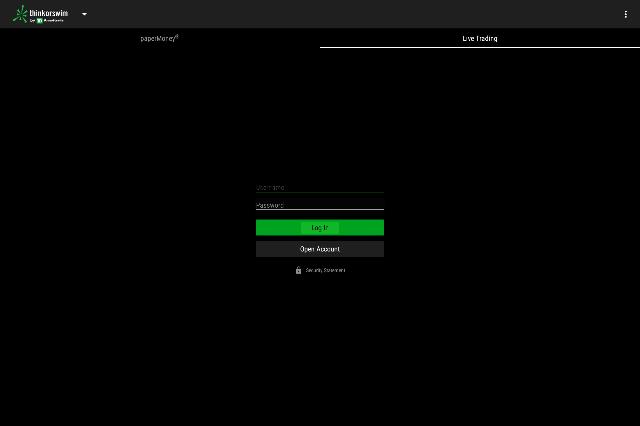 thinkorswim
by TD Ameritrade
paperMoney®
Live Trading
Username
Password
Log In
Open Account
Security Statement